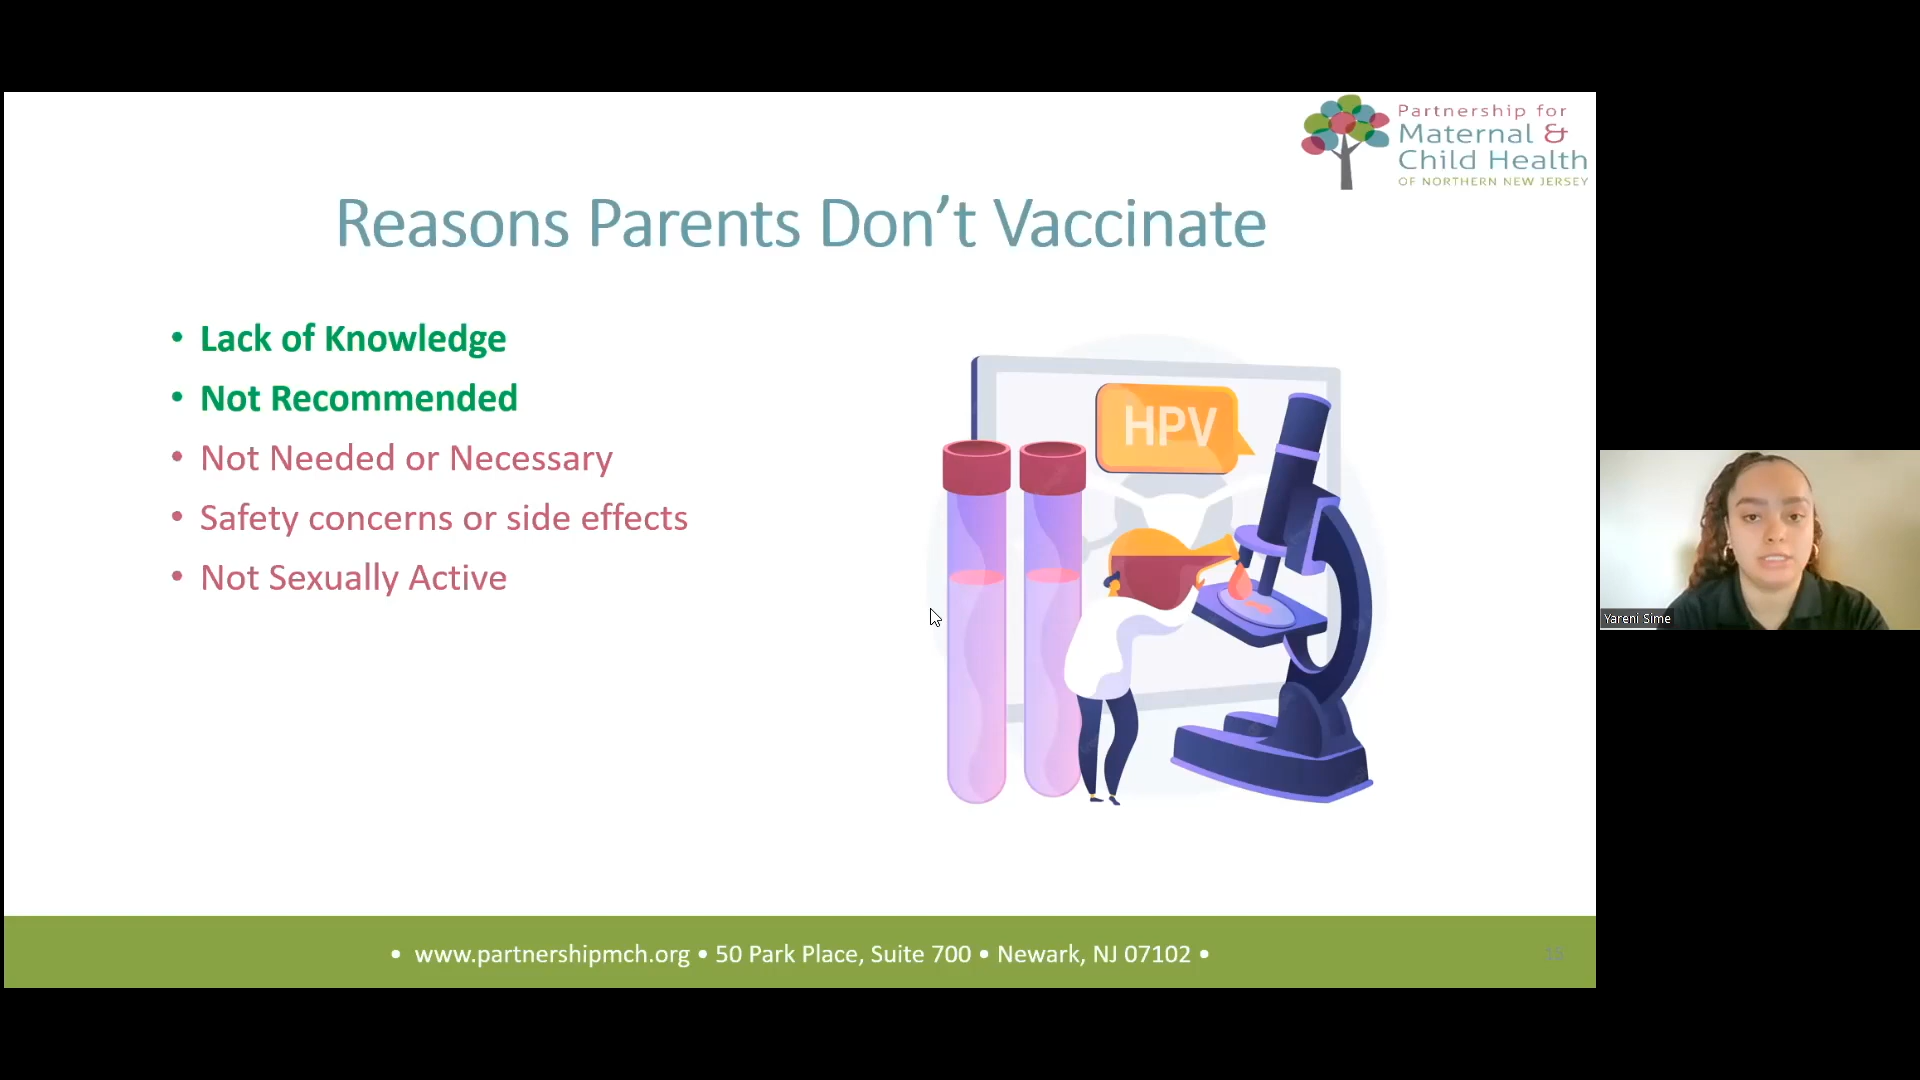 Partnership for
Maternal &
Child Health
OF NORTHERN NEW JERSEY
Reasons Parents Don’t Vaccinate
• Lack of Knowledge
• Not Recommended
• Not Needed or Necessary
• Safety concerns or side effects
• Not Sexually Active
HPV
Yareni Sime
• www.partnershipmch.org • 50 Park Place, Suite 700 • Newark, NJ 07102 •